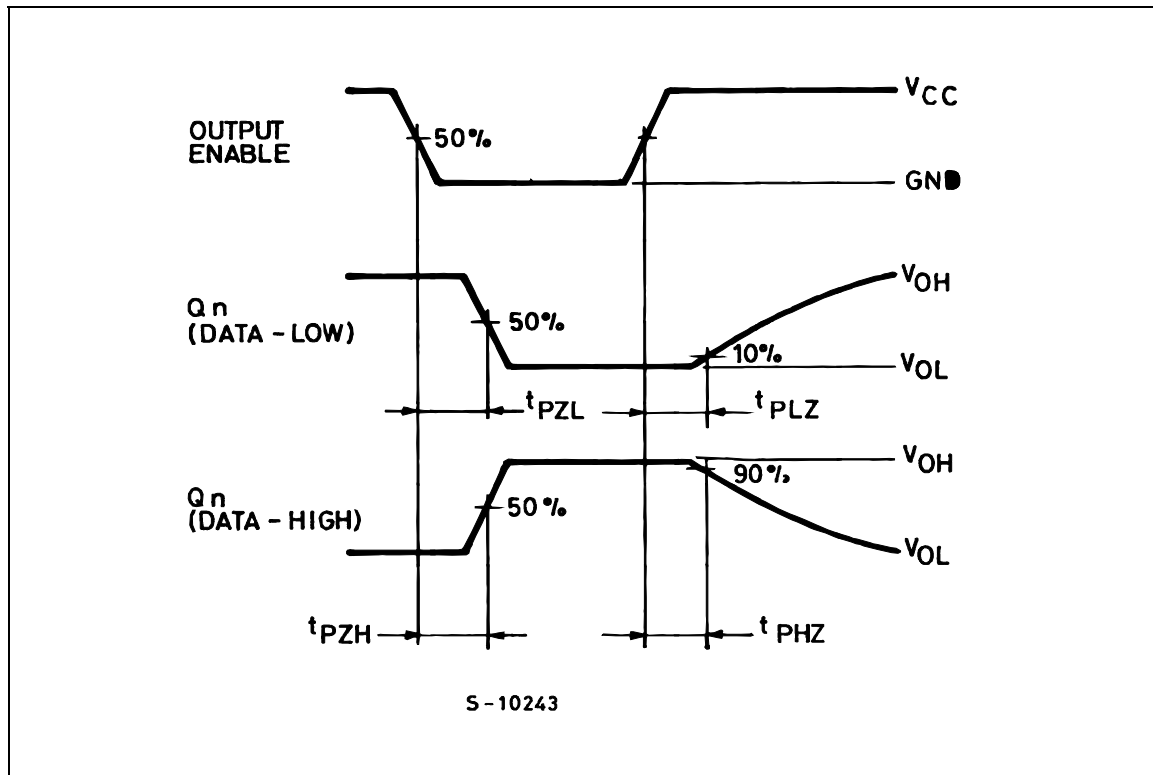 VCC
OUTPUT
ENABLE
50%
GND
VOH
Qn
(DATA - LOW)
50%
10%
VOL
tPZL
tPLZ
VOH
90%
Qn
(DATA - HIGH)
50%
VOL
tPZH
tPHZ
S-10243